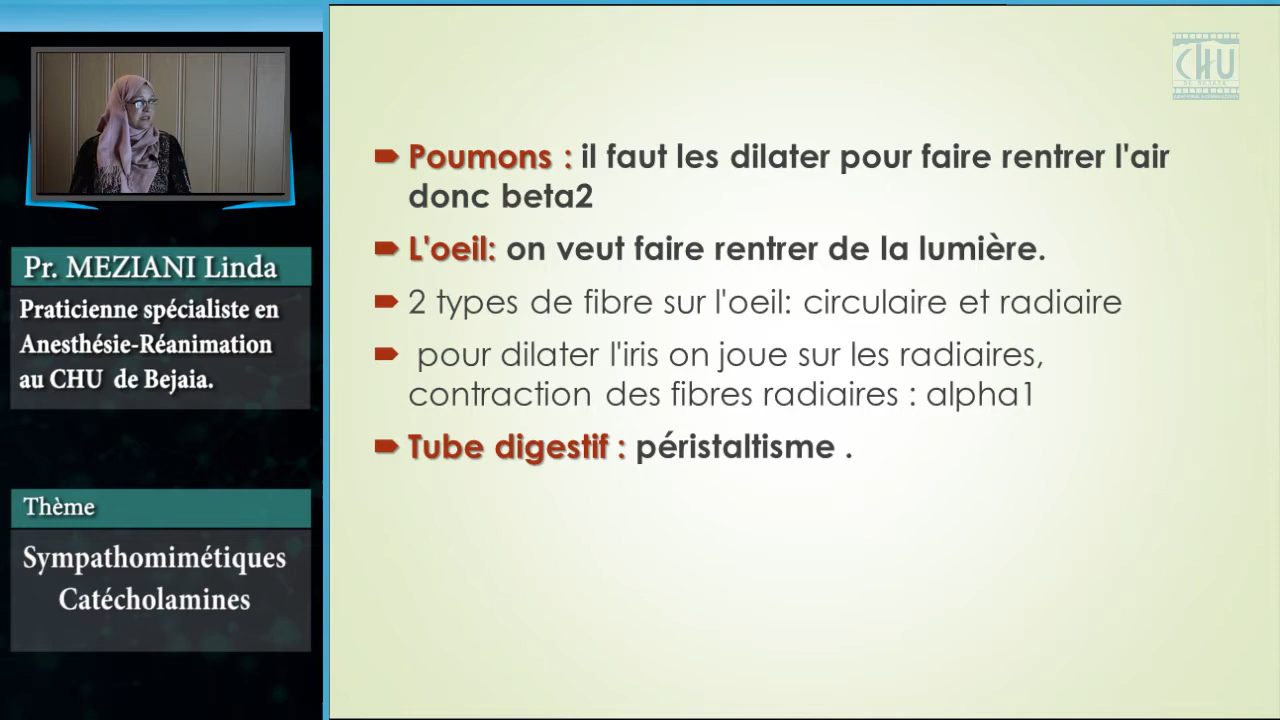 Pr. MEZIANI Linda
Praticienne spécialiste en
Anesthésie-Réanimation
au CHU de Bejaia.
Thème
Sympathomimétiques
Catécholamines
CHU
Poumons : il faut les dilater pour faire rentrer l'air
donc beta2
L'oeil: on veut faire rentrer de la lumière.
2 types de fibre sur l'oeil: circulaire et radiaire
pour dilater l'iris on joue sur les radiaires,
contraction des fibres radiaires : alpha1
Tube digestif : péristaltisme .